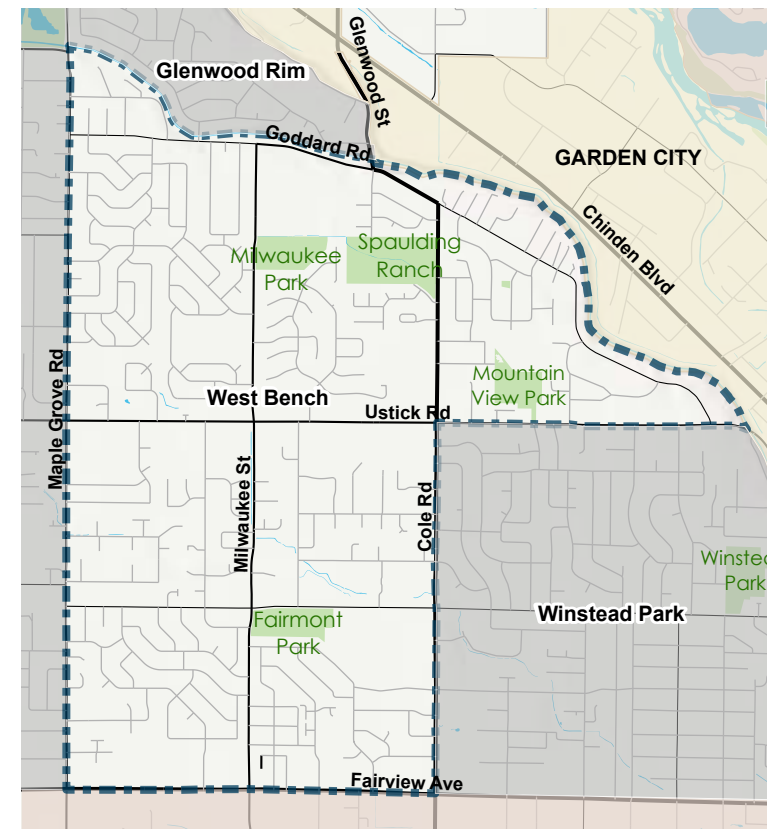 Glenwood St
Glenwood Rim
Goddard Rd
GARDEN CITY
Chinden Blvd
Milwaukee
Park
Spaulding
Ranch
Maple Grove Rd
Mountain
View Park
West Bench
Ustick Rd
Milwaukee St
Cole Rd
Park
Winstead Park
Fairmont
Park
Fairview Ave